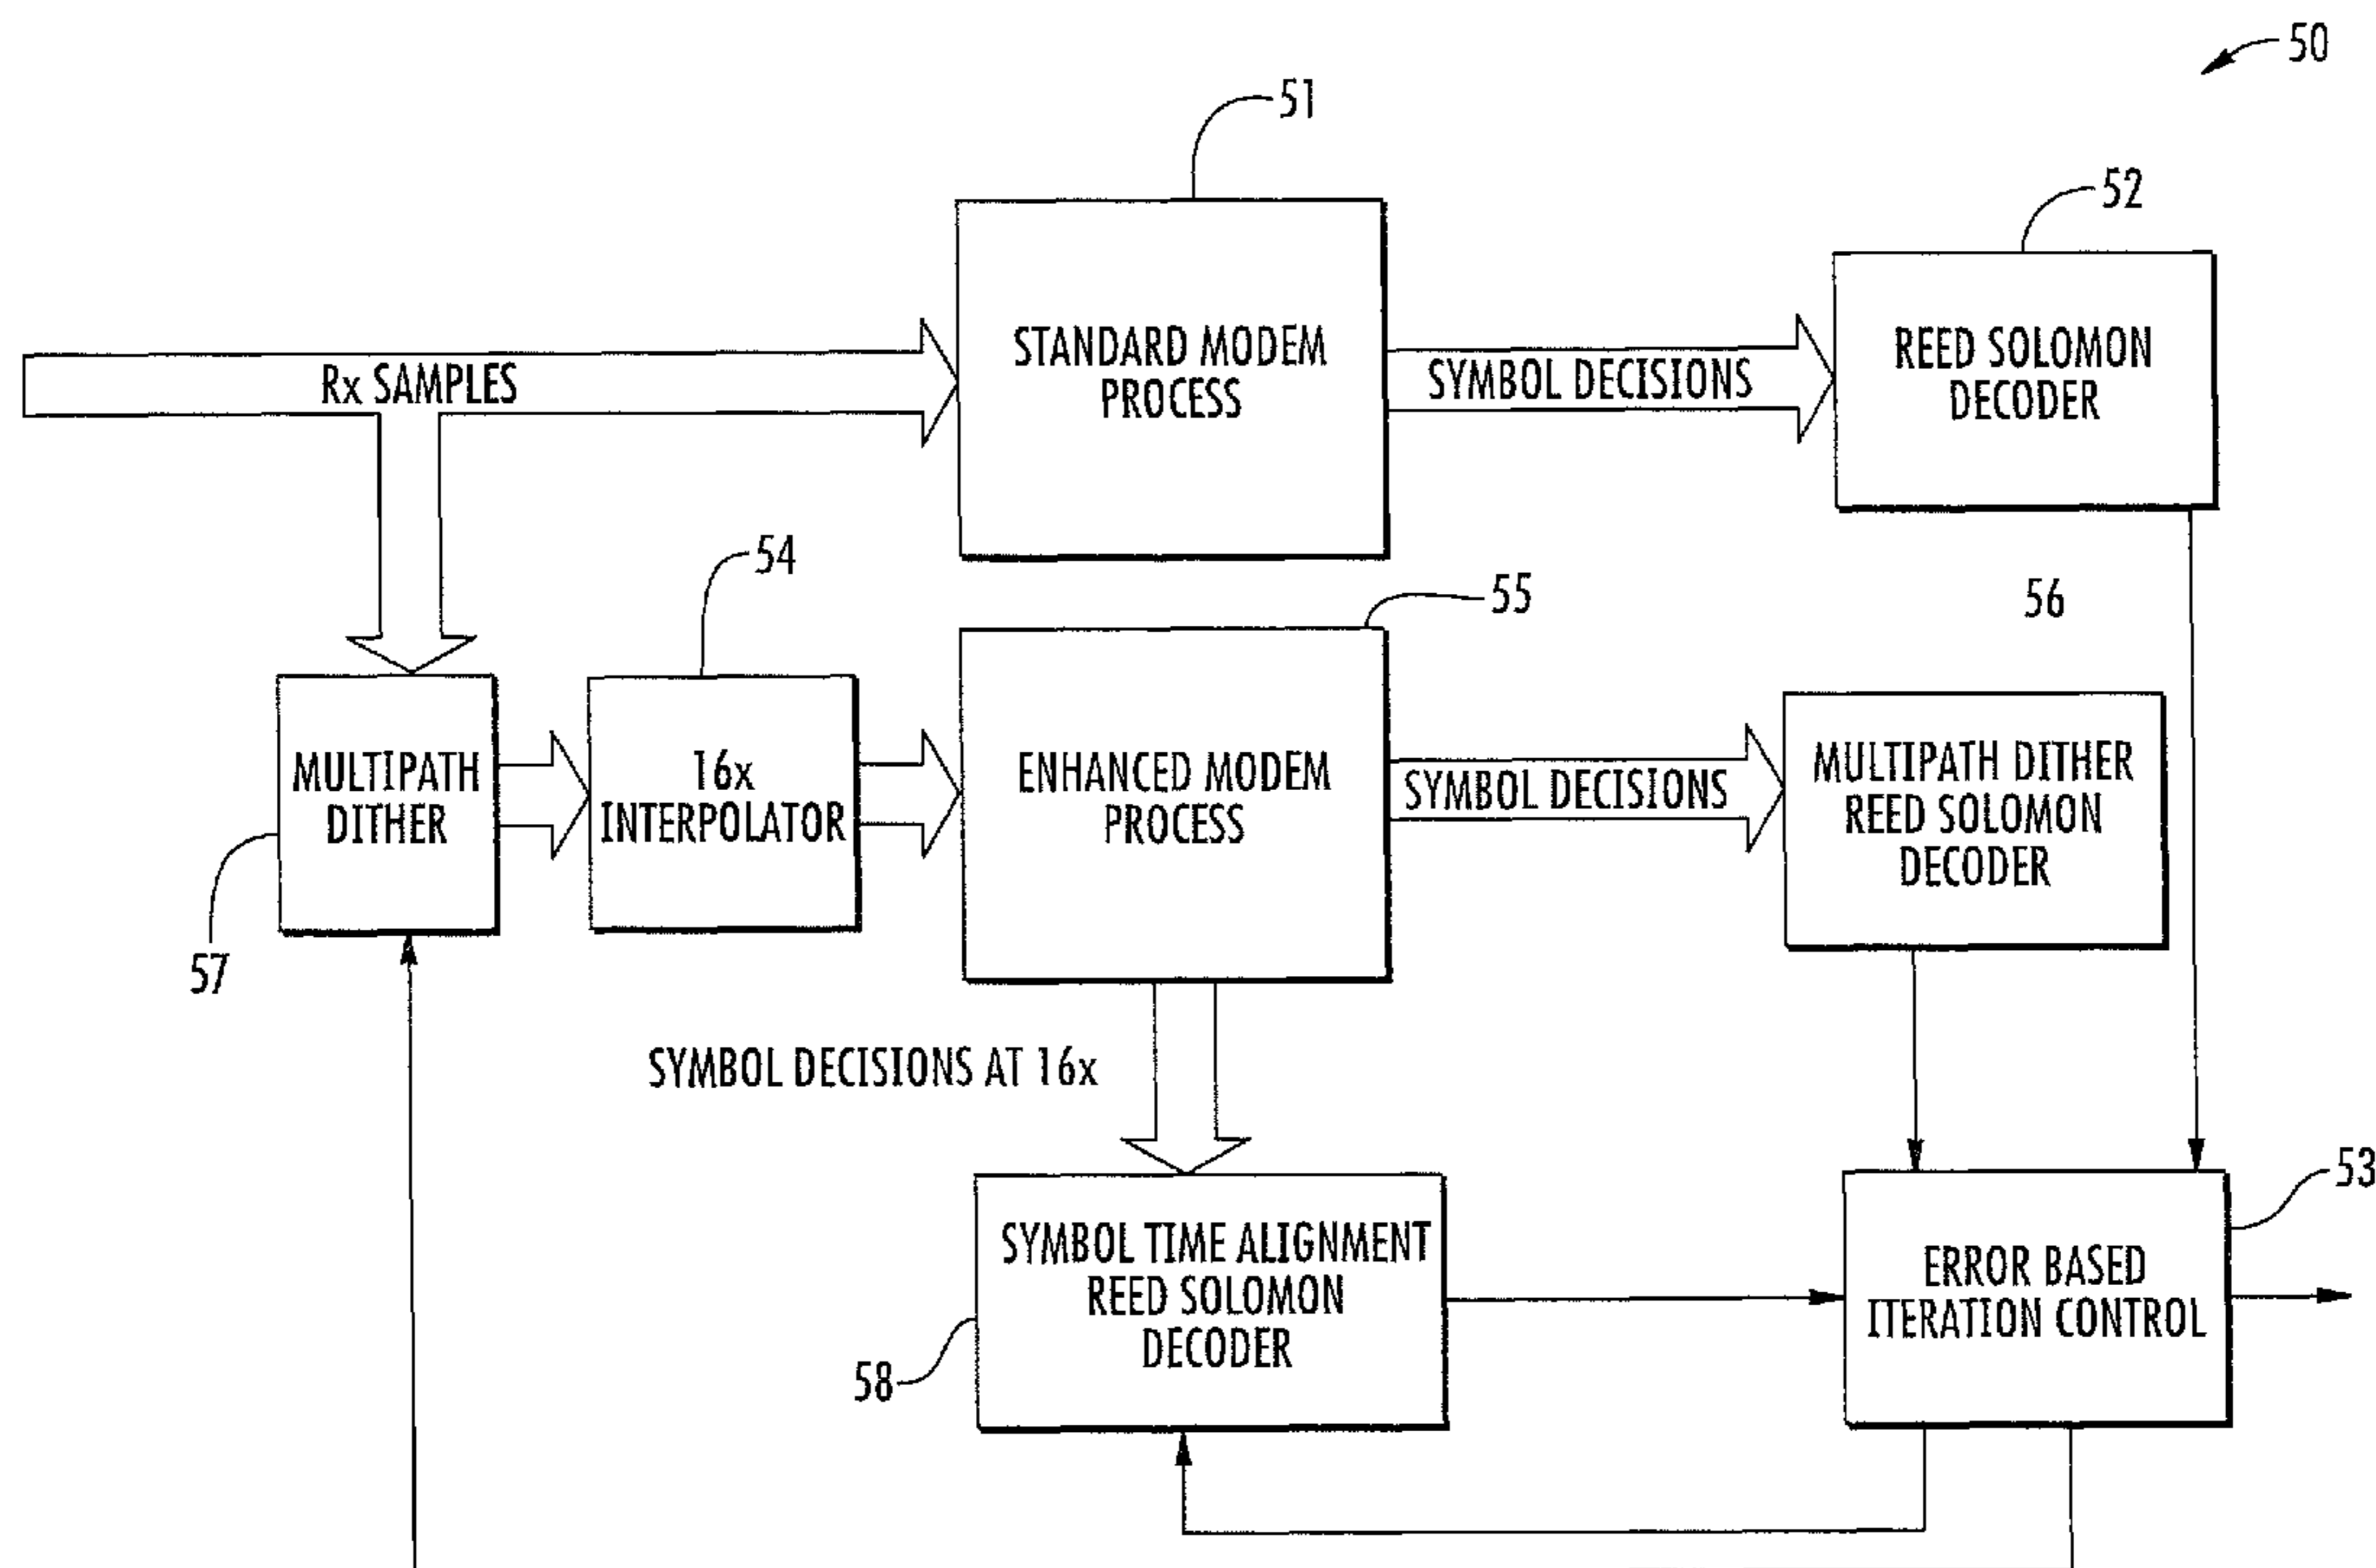 50
51
52
STANDARD MODEM
PROCESS
REED SOLOMON
DECODER
Rx SAMPLES
SYMBOL DECISIONS
54
55
56
MULTIPATH
DITHER
16x
INTERPOLATOR
ENHANCED MODEM
PROCESS
SYMBOL DECISIONS
MULTIPATH DITHER
REED SOLOMON
DECODER
57
SYMBOL DECISIONS AT 16x
53
SYMBOL TIME ALIGNMENT
REED SOLOMON
DECODER
ERROR BASED
ITERATION CONTROL
58